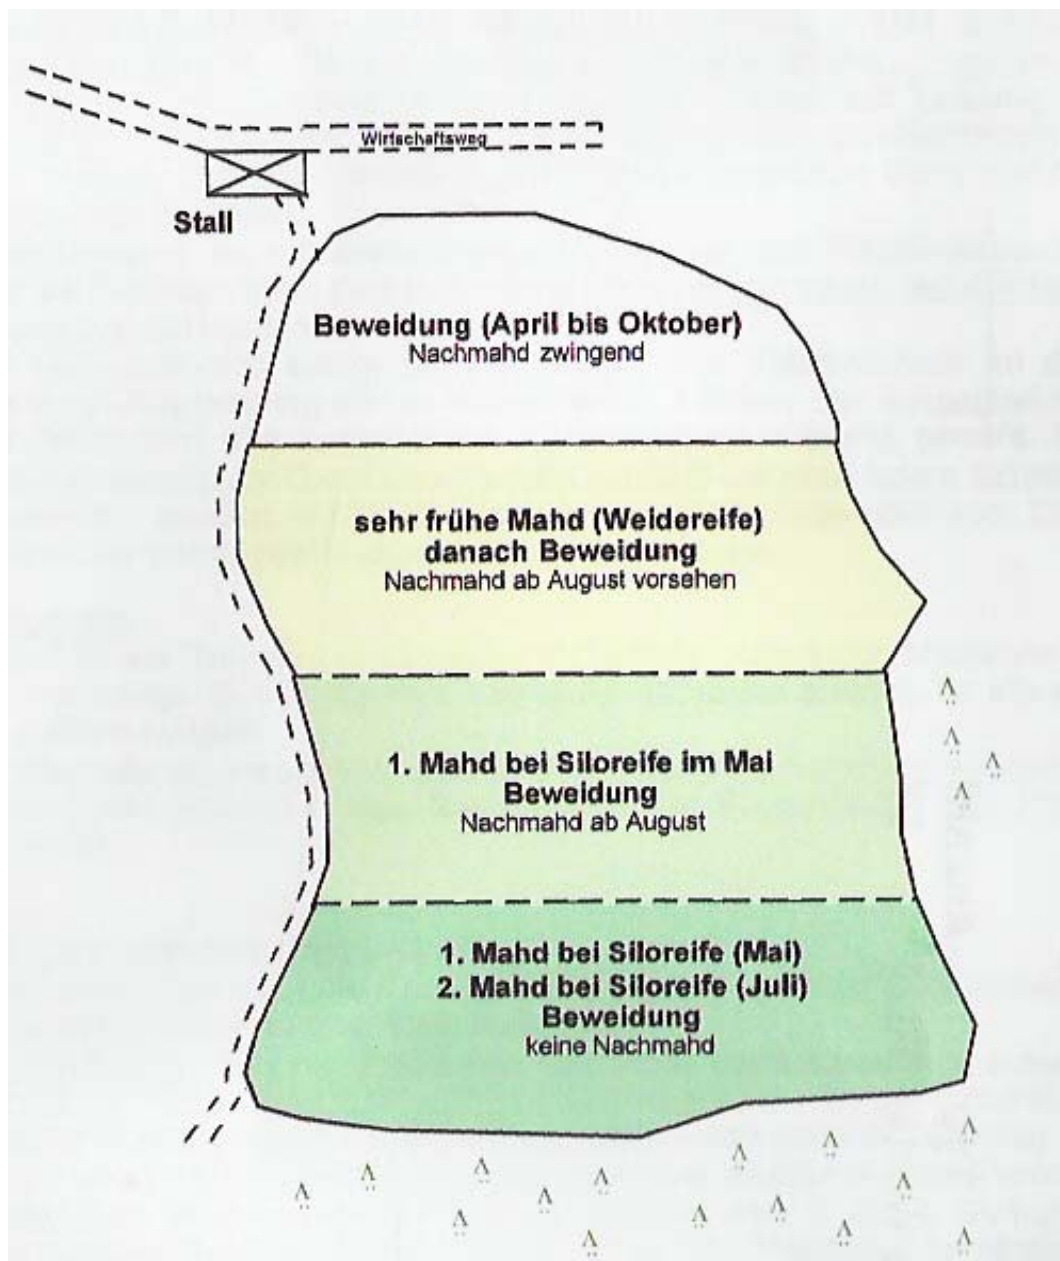 Wirtschaftsweg
Stall
Beweidung (April bis Oktober)
Nachmahd zwingend
sehr frühe Mahd (Weidereife)
danach Beweidung
Nachmahd ab August vorsehen
1. Mahd bei Siloreife im Mai
Beweidung
Nachmahd ab August
1. Mahd bei Siloreife (Mai)
2. Mahd bei Siloreife (Juli)
Beweidung
keine Nachmahd